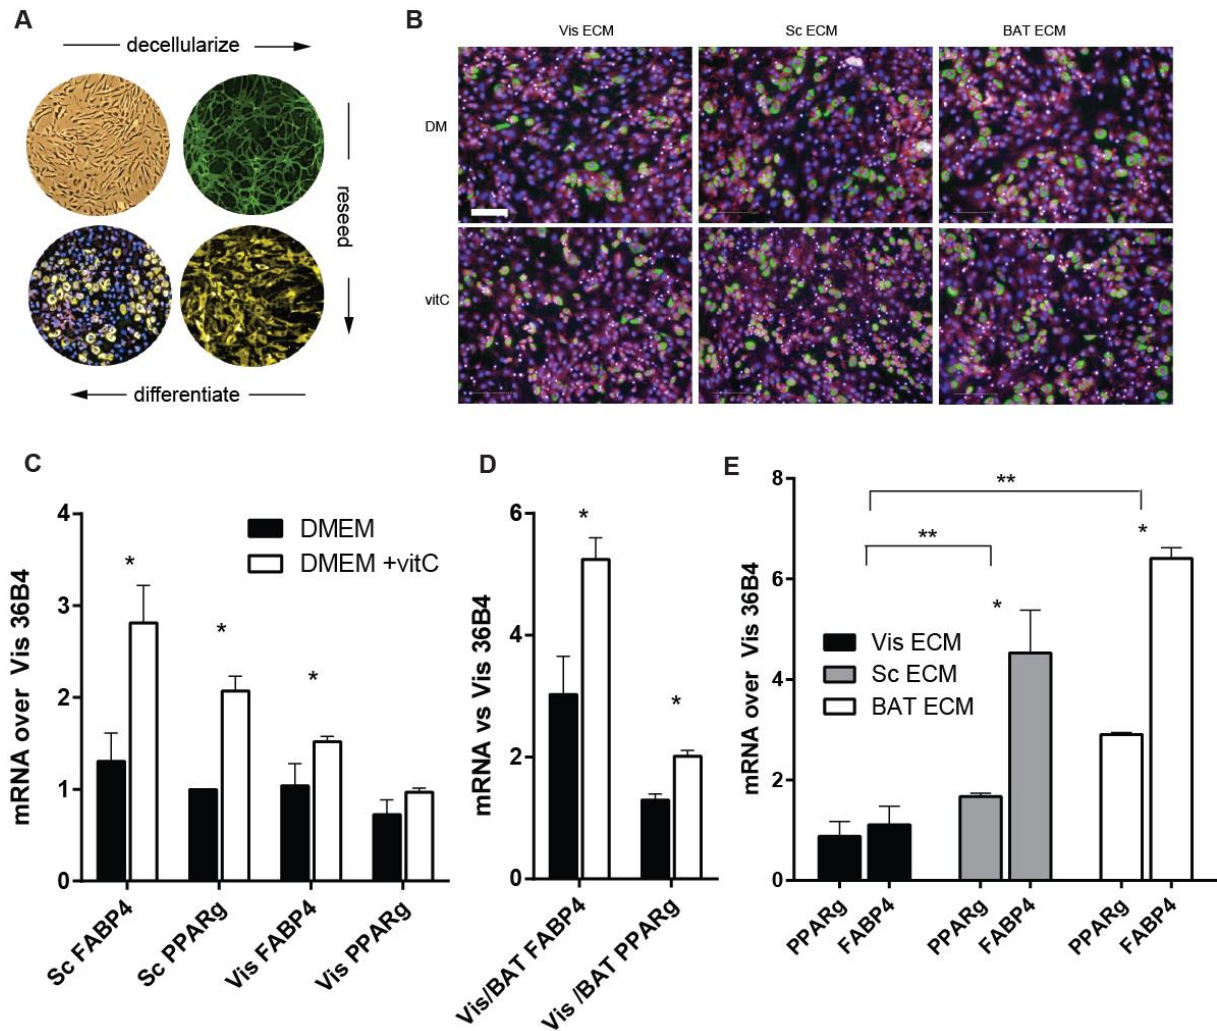 A
decellularize
reseed
differentiate
B
Vis ECM
Sc ECM
BAT ECM
DM
vitC
C
mRNA over Vis 36B4
4
3
2
1
0
DMEM
DMEM +vitC
*
*
*
Sc FABP4
Sc PPARg
Vis FABP4
Vis PPARg
D
mRNA vs Vis 36B4
6
4
2
0
*
*
Vis/BAT FABP4
Vis /BAT PPARg
E
mRNA over Vis 36B4
8
6
4
2
0
**
**
*
*
Vis ECM
Sc ECM
BAT ECM
PPARg
FABP4
PPARg
FABP4
PPARg
FABP4